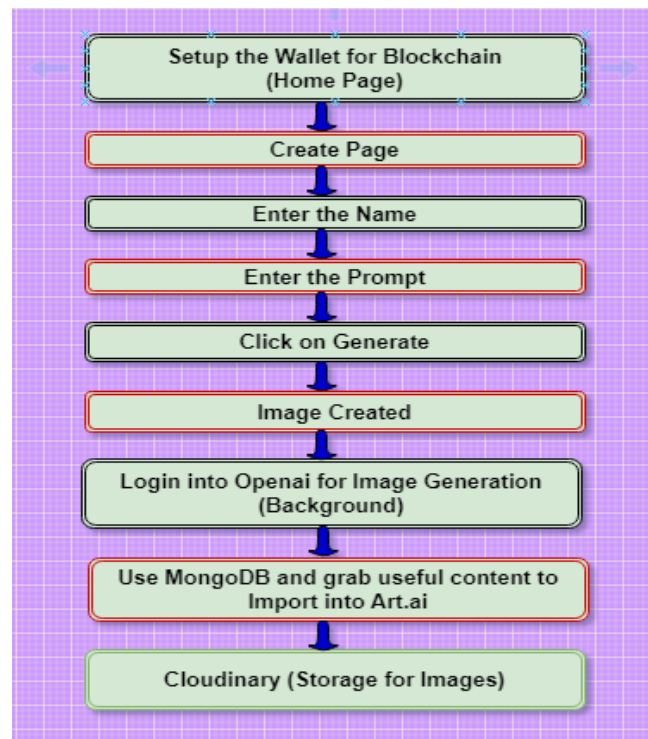 Setup the Wallet for Blockchain
(Home Page)
Create Page
Enter the Name
Enter the Prompt
Click on Generate
Image Created
Login into Openai for Image Generation
(Background)
Use MongoDB and grab useful content to
Import into Art.ai
Cloudinary (Storage for Images)